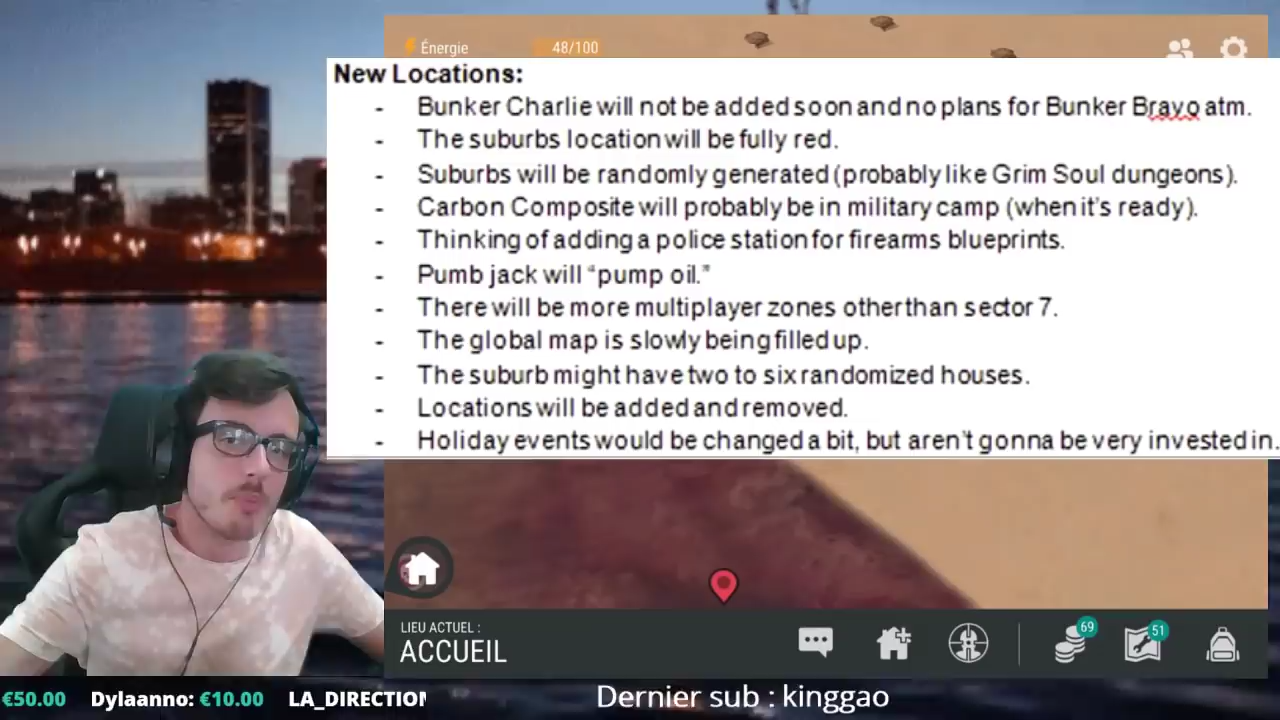 Énergie 48/100
New Locations:
- Bunker Charlie will not be added soon and no plans for Bunker Bravo atm.
- The suburbs location will be fully red.
- Suburbs will be randomly generated (probably like Grim Soul dungeons).
- Carbon Composite will probably be in military camp (when it's ready).
- Thinking of adding a police station for firearms blueprints.
- Pumb jack will "pump oil."
- There will be more multiplayer zones other than sector 7.
- The global map is slowly being filled up.
- The suburb might have two to six randomized houses.
- Locations will be added and removed.
- Holiday events would be changed a bit, but aren't gonna be very invested in.
LIEU ACTUEL :
ACCUEIL
69
51
€50.00 Dylaanno: €10.00 LA_DIRECTION
Dernier sub : kinggao